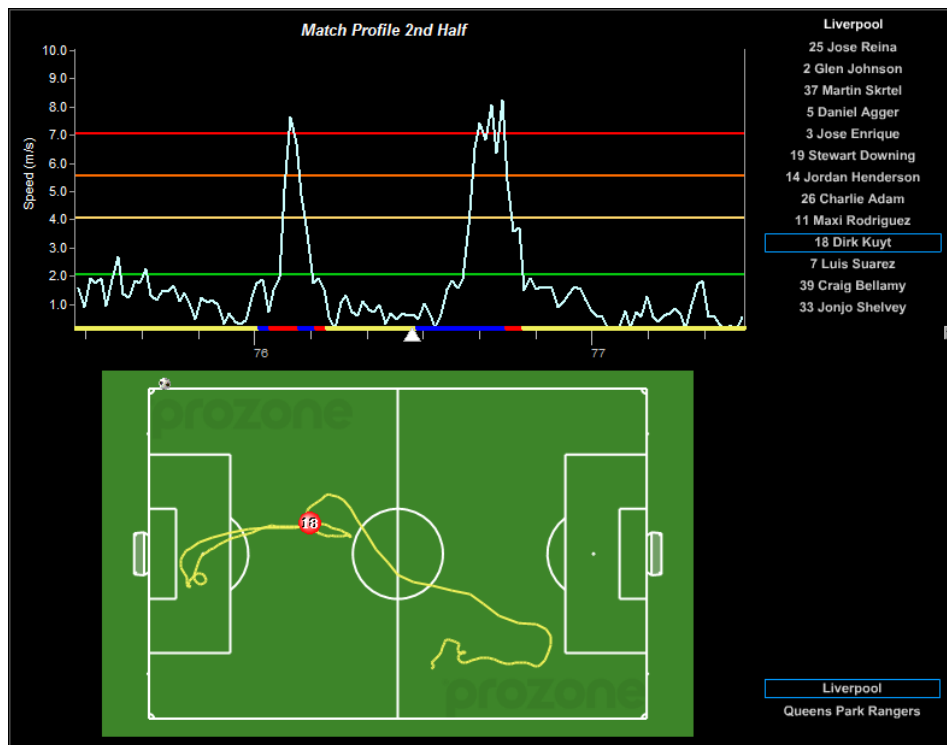 Match Profile 2nd Half
10.0
9.0
8.0
7.0
6.0
5.0
4.0
3.0
2.0
1.0
Speed (m/s)
76
77
Liverpool
25 Jose Reina
2 Glen Johnson
37 Martin Skrtel
5 Daniel Agger
3 Jose Enrique
19 Stewart Downing
14 Jordan Henderson
26 Charlie Adam
11 Maxi Rodriguez
18 Dirk Kuyt
7 Luis Suarez
39 Craig Bellamy
33 Jonjo Shelvey
prozone
18
prozone
Liverpool
Queens Park Rangers